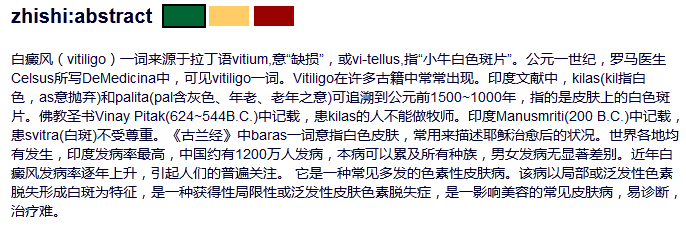 zhishi:abstract
白癜风（vitiligo）一词来源于拉丁语vitium,意“缺损”，或vi-tellus,指“小牛白色斑片”。公元一世纪，罗马医生
Celsus所写DeMedicina中，可见vitiligo一词。Vitiligo在许多古籍中常常出现。印度文献中，kilas(kil指白
色，as意抛弃)和palita(pal含灰色、年老、老年之意)可追溯到公元前1500~1000年，指的是皮肤上的白色斑
片。佛教圣书Vinay Pitak(624~544B.C.)中记载，患kilas的人不能做牧师。印度Manusmriti(200 B.C.)中记载，
患svitra(白斑)不受尊重。《古兰经》中baras一词意指白色皮肤，常用来描述耶稣治愈后的状况。世界各地均
有发生，印度发病率最高，中国约有1200万人发病，本病可以累及所有种族，男女发病无显著差别。近年白
癜风发病率逐年上升，引起人们的普遍关注。 它是一种常见多发的色素性皮肤病。该病以局部或泛发性色素
脱失形成白斑为特征，是一种获得性局限性或泛发性皮肤色素脱失症，是一影响美容的常见皮肤病，易诊断，
治疗难。